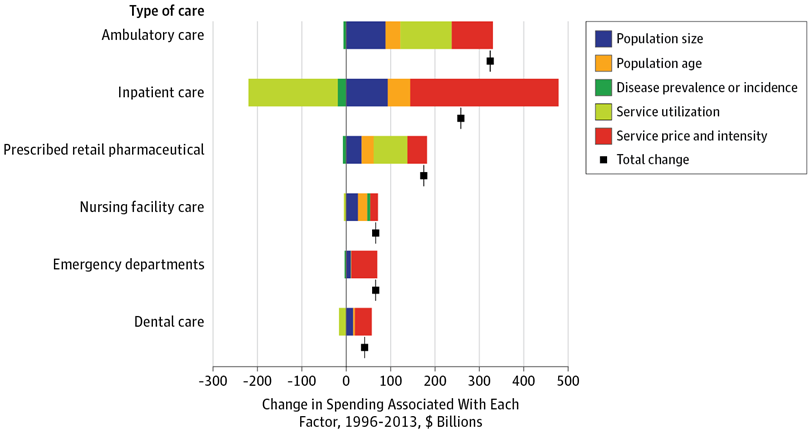 Type of care
Ambulatory care
Inpatient care
Prescribed retail pharmaceutical
Nursing facility care
Emergency departments
Dental care
-300 -200 -100 0 100 200 300 400 500
Change in Spending Associated With Each
Factor, 1996-2013, $ Billions
Population size
Population age
Disease prevalence or incidence
Service utilization
Service price and intensity
Total change